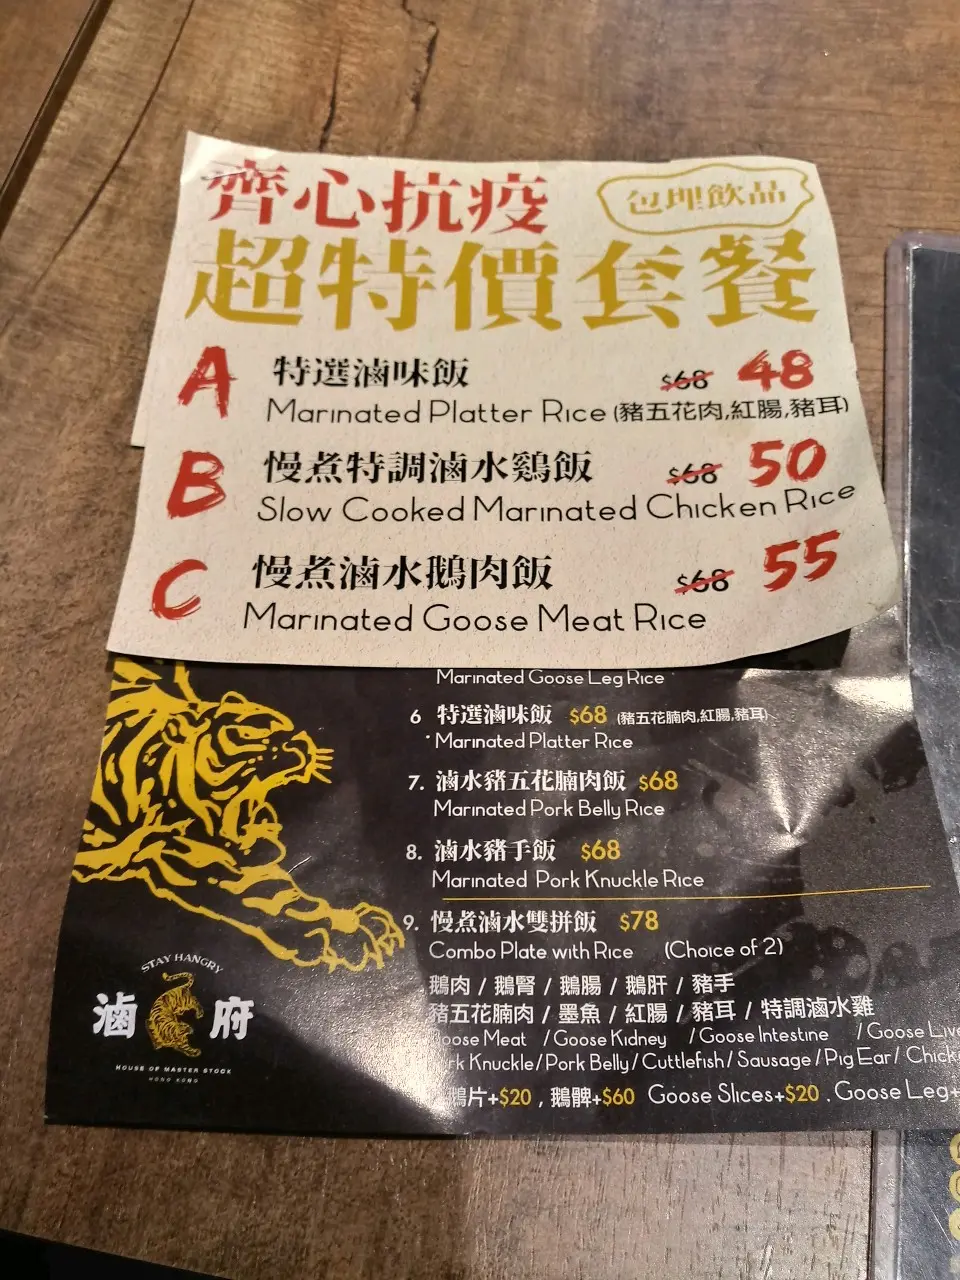 齊心抗疫
包埋飲品
超特價套餐
A 特選滷味飯 $68 48
Marinated Platter Rice (豬五花肉,紅腸,豬耳)
B 慢煮特調滷水鷄飯 $68 50
Slow Cooked Marinated Chicken Rice
C 慢煮滷水鵝肉飯 $68 55
Marinated Goose Meat Rice
Marinated Goose Leg Rice
6 特選滷味飯 $68 (豬五花腩肉,紅腸,豬耳)
Marinated Platter Rice
7. 滷水豬五花腩肉飯 $68
Marinated Pork Belly Rice
8. 滷水豬手飯 $68
Marinated Pork Knuckle Rice
9. 慢煮滷水雙拼飯 $78
Combo Plate with Rice (Choice of 2)
鵝肉 / 鵝腎 / 鵝腸 / 鵝肝 / 豬手
豬五花腩肉 / 墨魚 / 紅腸 / 豬耳 / 特調滷水雞
Meat / Goose Kidney / Goose Intestine / Goose
Knuckle / Pork Belly / Cuttlefish / Sausage / Pig Ear /
鵝片+$20 , 鵝髀+$60 Goose Slices+$20 . Goose Leg+
STAY HANGRY
滷府
HOUSE OF MASTER STOCK
HONG KONG